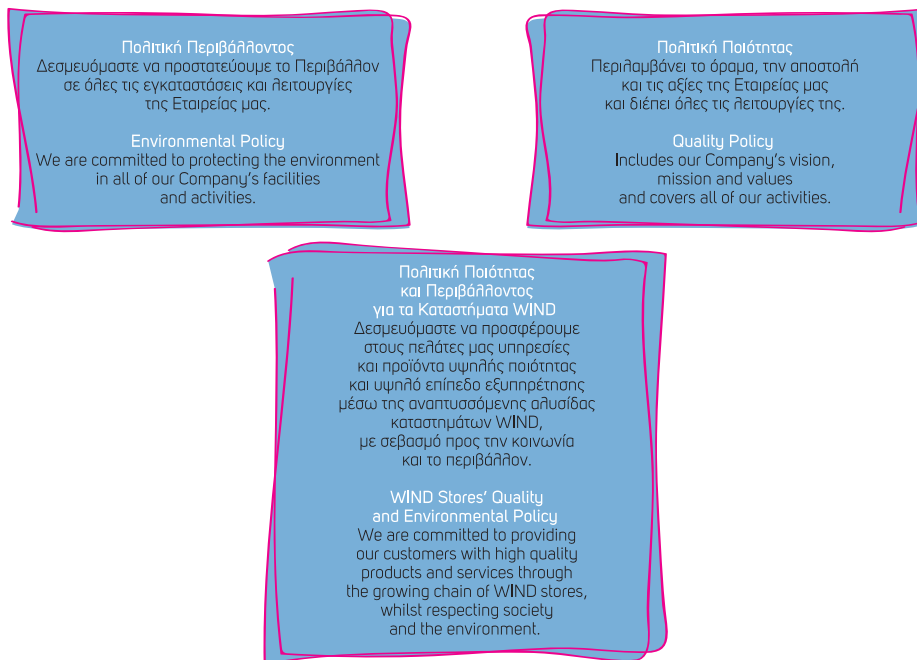 Πολιτική Περιβάλλοντος
Δεσμευόμαστε να προστατεύουμε το Περιβάλλον
σε όλες τις εγκαταστάσεις και λειτουργίες
της Εταιρείας μας.
Environmental Policy
We are committed to protecting the environment
in all of our Company's facilities
and activities.
Πολιτική Ποιότητας
Περιλαμβάνει το όραμα, την αποστολή
και τις αξίες της Εταιρείας μας
και διέπει όλες τις λειτουργίες της.
Quality Policy
Includes our Company's vision,
mission and values
and covers all of our activities.
Πολιτική Ποιότητας
και Περιβάλλοντος
για τα Καταστήματα WIND
Δεσμευόμαστε να προσφέρουμε
στους πελάτες μας υπηρεσίες
και προϊόντα υψηλής ποιότητας
και υψηλό επίπεδο εξυπηρέτησης
μέσω της αναπτυσσόμενης αλυσίδας
καταστημάτων WIND,
με σεβασμό προς την κοινωνία
και το περιβάλλον.
WIND Stores' Quality
and Environmental Policy
We are committed to providing
our customers with high quality
products and services through
the growing chain of WIND stores,
whilst respecting society
and the environment.